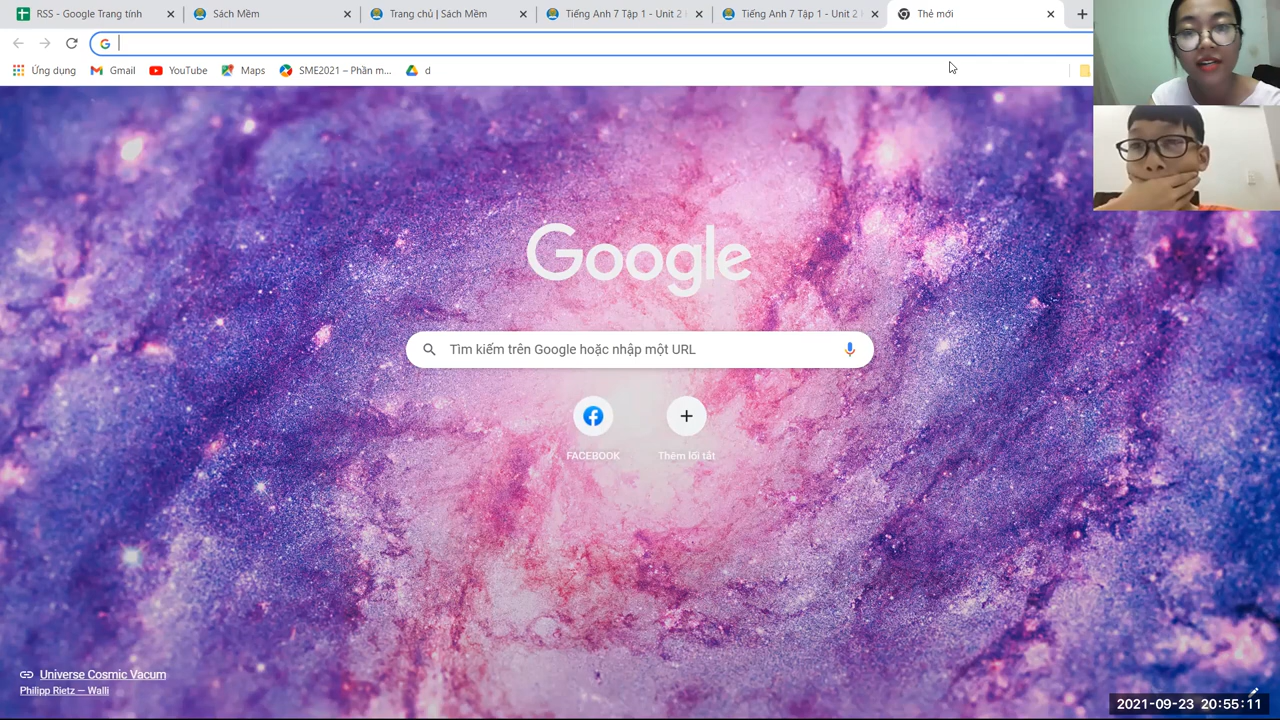 RSS - Google Trang tính
Sách Mềm
Trang chủ | Sách Mềm
Tiếng Anh 7 Tập 1 - Unit 2
Tiếng Anh 7 Tập 1 - Unit 2
Thẻ mới
Ứng dụng
Gmail
YouTube
Maps
SME2021 – Phần m...
d
Google
Tìm kiếm trên Google hoặc nhập một URL
FACEBOOK
Thêm lối tắt
Universe Cosmic Vacum
Philipp Rietz — Walli
2021-09-23 20:55:11